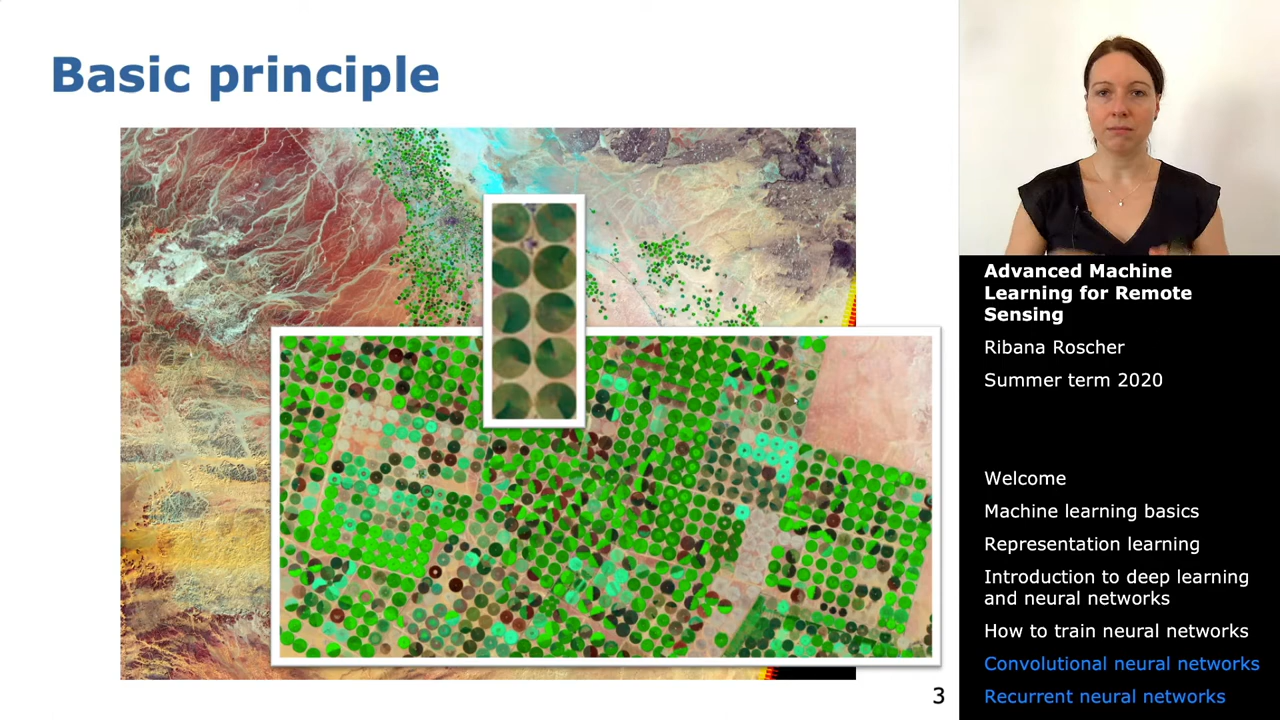 Basic principle
3
Advanced Machine
Learning for Remote
Sensing
Ribana Roscher
Summer term 2020
Welcome
Machine learning basics
Representation learning
Introduction to deep learning
and neural networks
How to train neural networks
Convolutional neural networks
Recurrent neural networks